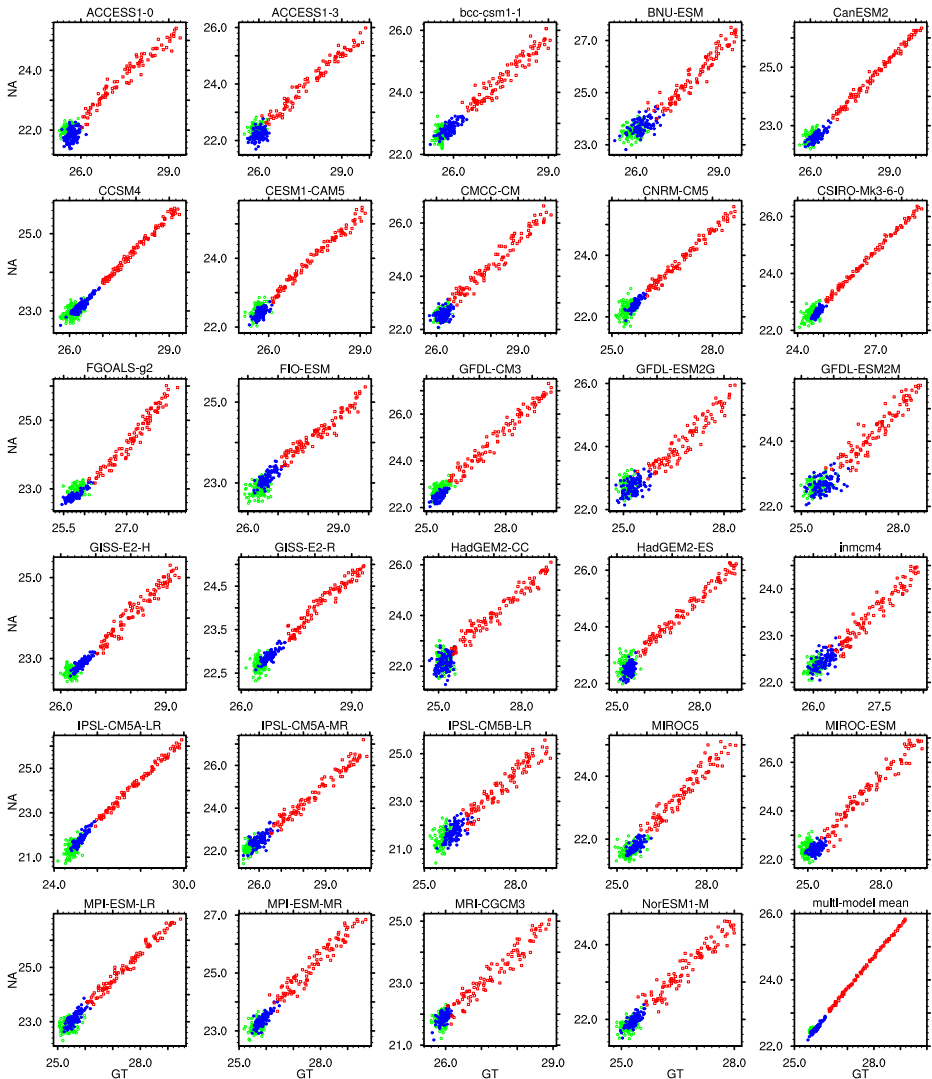 ACCESS1-0 ACCESS1-3 bcc-csm1-1 BNU-ESM CanESM2
NA
24.0 22.0
26.0 25.0 24.0 23.0 22.0
26.0 24.0 22.0
27.0 25.0 23.0
26.0 23.0
26.0 29.0
26.0 29.0
26.0 29.0
26.0 29.0
27.0 30.0
CCSM4 CESM1-CAM5 CMCC-CM CNRM-CM5 CSIRO-Mk3-6-0
NA
25.0 23.0
25.0 22.0
26.0 24.0 22.0
25.0 22.0
26.0 24.0 22.0
26.0 29.0
26.0 29.0
26.0 29.0
25.0 28.0
24.0 27.0
FGOALS-g2 FIO-ESM GFDL-CM3 GFDL-ESM2G GFDL-ESM2M
NA
25.0 23.0
25.0 23.0
26.0 24.0 22.0
26.0 24.0 22.0
24.0 22.0
25.5 27.0
26.0 29.0
25.0 28.0
25.0 28.0
25.0 28.0
GISS-E2-H GISS-E2-R HadGEM2-CC HadGEM2-ES inmcm4
NA
25.0 23.0
24.5 23.5 22.5
26.0 24.0 22.0
26.0 24.0 22.0
24.5 23.5 22.5
26.0 29.0
26.0 29.0
25.0 28.0
25.0 28.0
26.0 27.5
IPSL-CM5A-LR IPSL-CM5A-MR IPSL-CM5B-LR MIROC5 MIROC-ESM
NA
25.0 23.0 21.0
26.0 24.0 22.0
25.0 23.0 21.0
24.0 22.0
26.0 24.0 22.0
24.0 30.0
26.0 29.0
25.0 28.0
25.0 28.0
25.0 28.0
MPI-ESM-LR MPI-ESM-MR MRI-CGCM3 NorESM1-M multi-model mean
NA
27.0 25.0 23.0
27.0 25.0 23.0
25.0 23.0 21.0
24.0 22.0
26.0 24.0 22.0
25.0 28.0
26.0 28.0
26.0 29.0
25.0 28.0
25.0 28.0
GT GT GT GT GT